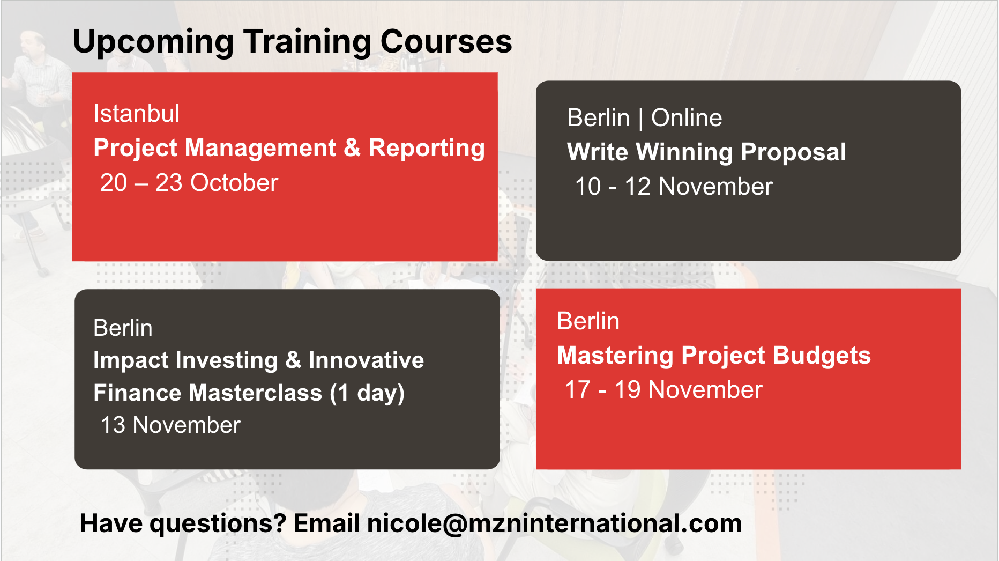 Upcoming Training Courses
Istanbul
Project Management & Reporting
20 – 23 October
Berlin | Online
Write Winning Proposal
10 - 12 November
Berlin
Impact Investing & Innovative
Finance Masterclass (1 day)
13 November
Berlin
Mastering Project Budgets
17 - 19 November
Have questions? Email nicole@mzninternational.com